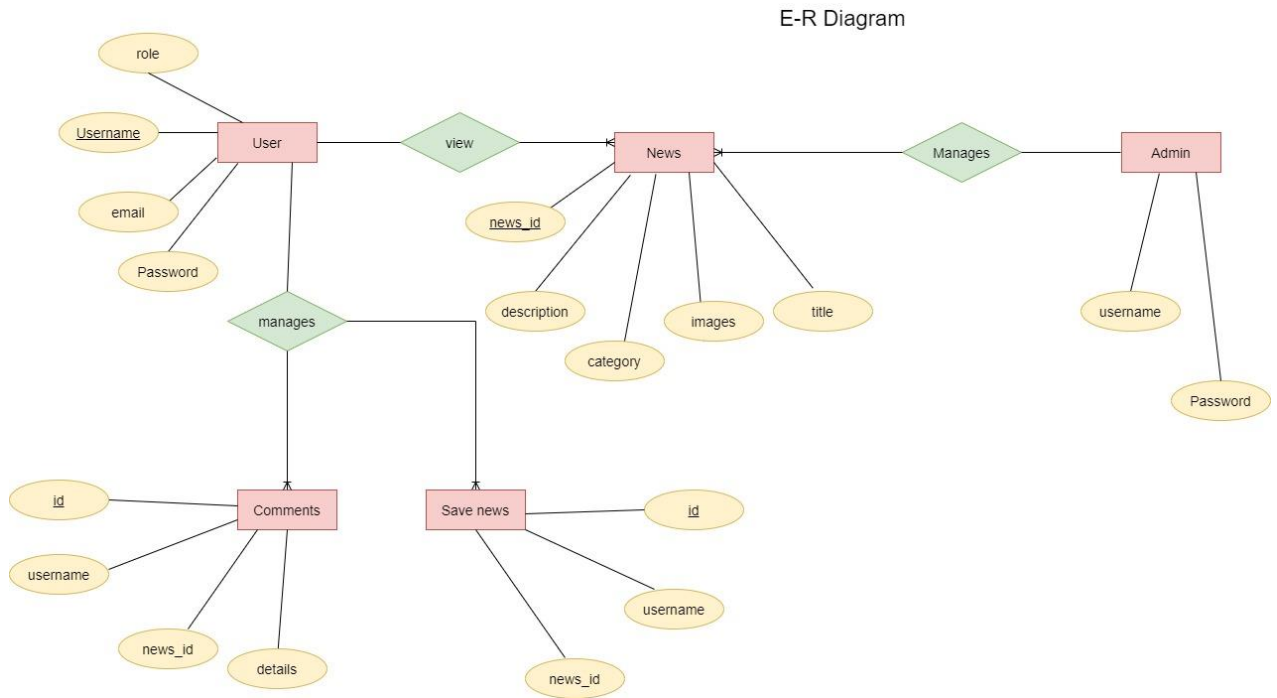 E-R Diagram
role
Username
User
view
News
Manages
Admin
email
news_id
Password
description
images
title
username
manages
category
Password
id
Comments
Save news
id
username
username
news_id
details
news_id